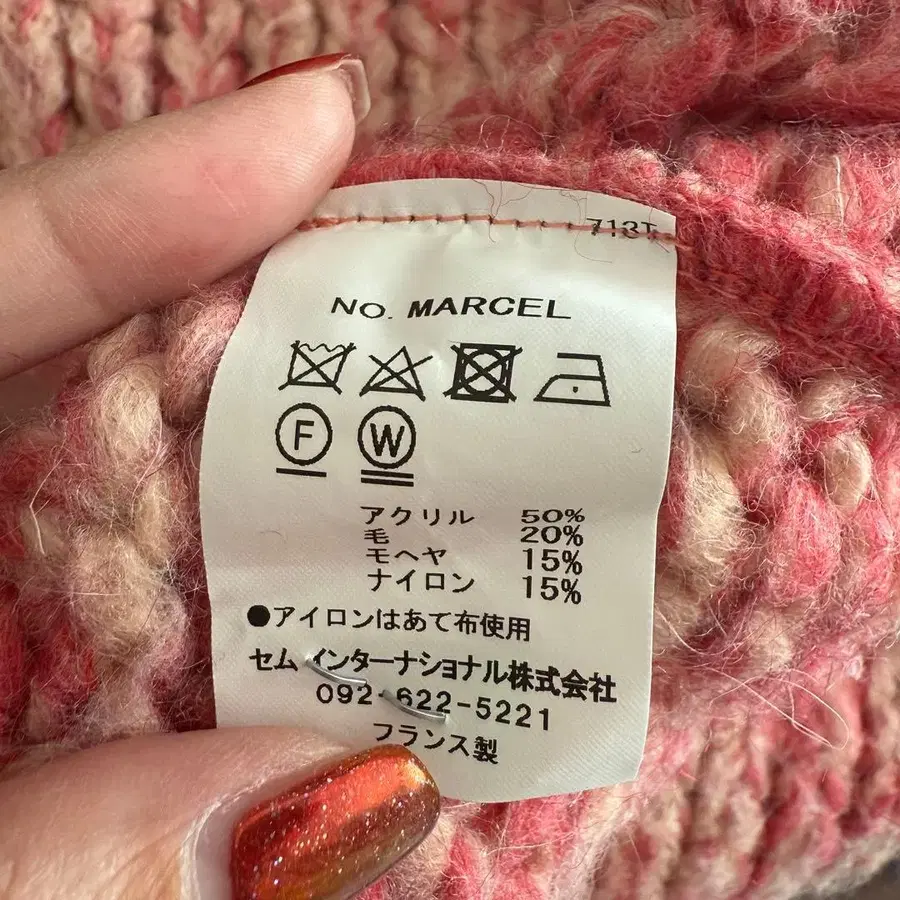 713T
NO. MARCEL
F W
アクリル 50%
毛 20%
モヘヤ 15%
ナイロン 15%
●アイロンはあて布使用
セム インターナショナル株式会社
092-622-5221
フランス製